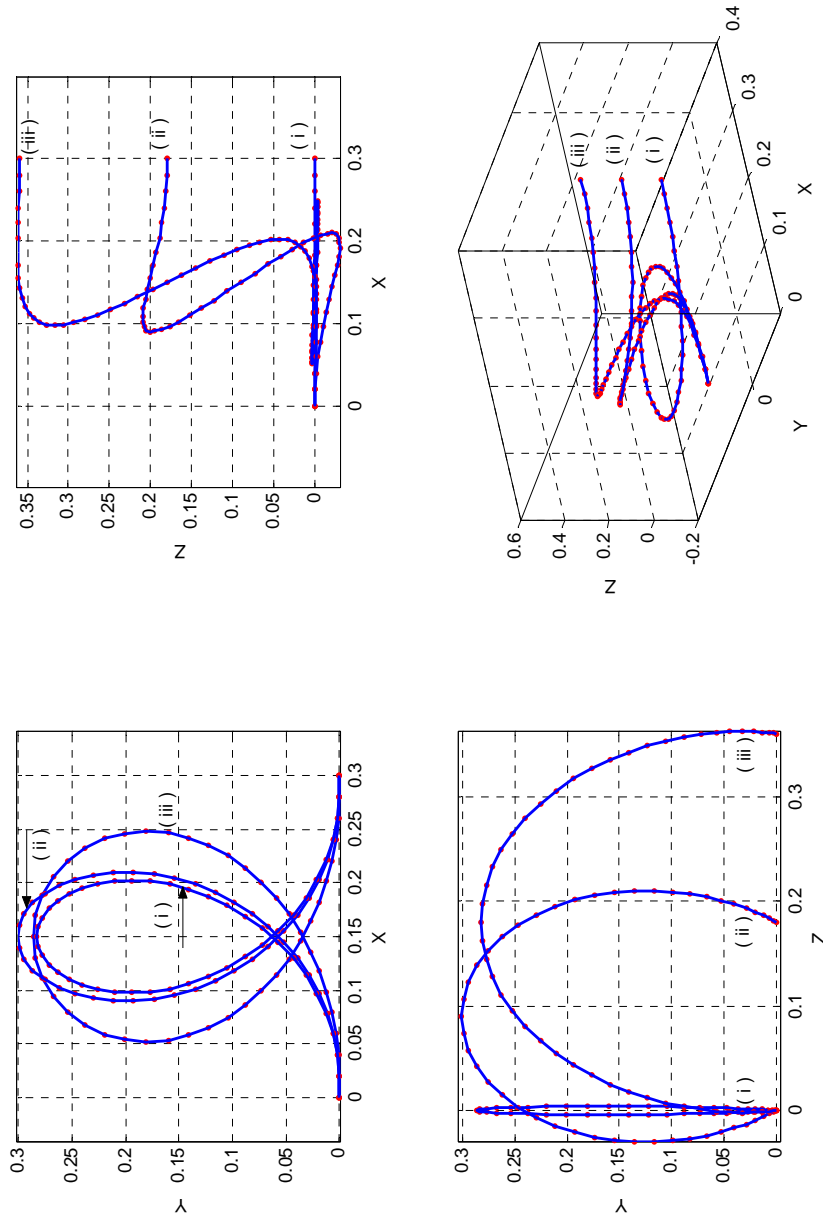 0.3
( ii )
0.25
0.2
( iii )
0.15
( i )
0.1
0.05
0
Y
0 0.05 0.1 0.15 0.2 0.25 0.3
X
( iii )
0.35
0.3
0.25
0.2
( ii )
0.15
0.1
0.05
( i )
0
Z
0 0.1 0.2 0.3
X
0.3
0.25
0.2
0.15
0.1
0.05
( i ) ( ii ) ( iii )
0
Y
0 0.1 0.2 0.3
Z
0.6
0.4
0.2
0
-0.2
Z
(iii)
(ii)
(i)
0
Y
0 0.1 0.2 0.3 0.4
X